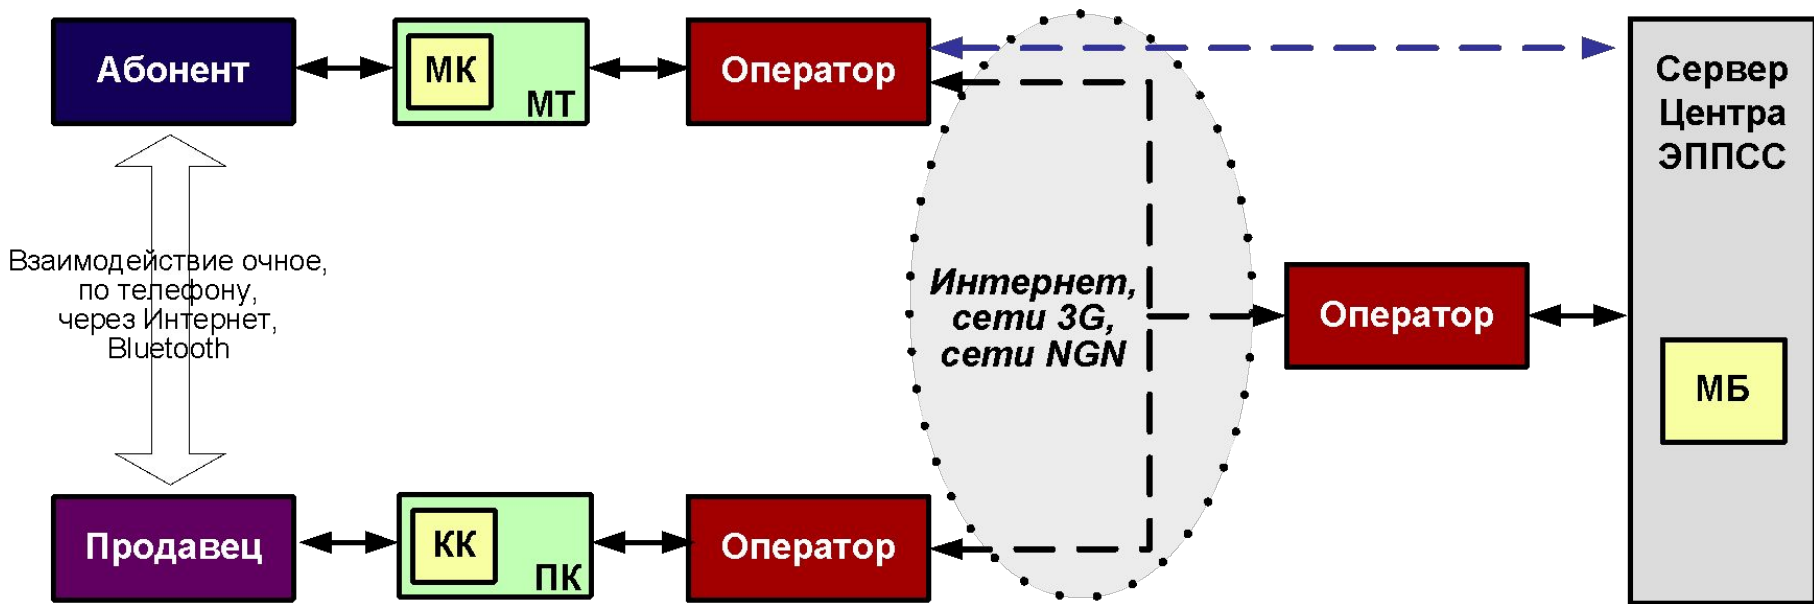 Абонент
МК
МТ
Оператор
Сервер
Центра
ЭППСС
Взаимодействие очное,
по телефону,
через Интернет,
Bluetooth
Интернет,
сети 3G,
сети NGN
Оператор
МБ
Продавец
КК
ПК
Оператор